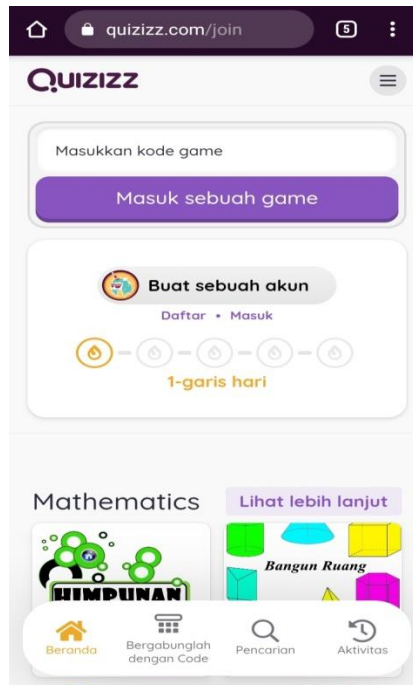 quizizz.com/join
5
QUIZIZZ
Masukkan kode game
Masuk sebuah game
Buat sebuah akun
Daftar • Masuk
1-garis hari
Mathematics
Lihat lebih lanjut
HIMPUNAN
Bangun Ruang
Beranda
Bergabunglah
dengan Code
Pencarian
Aktivitas